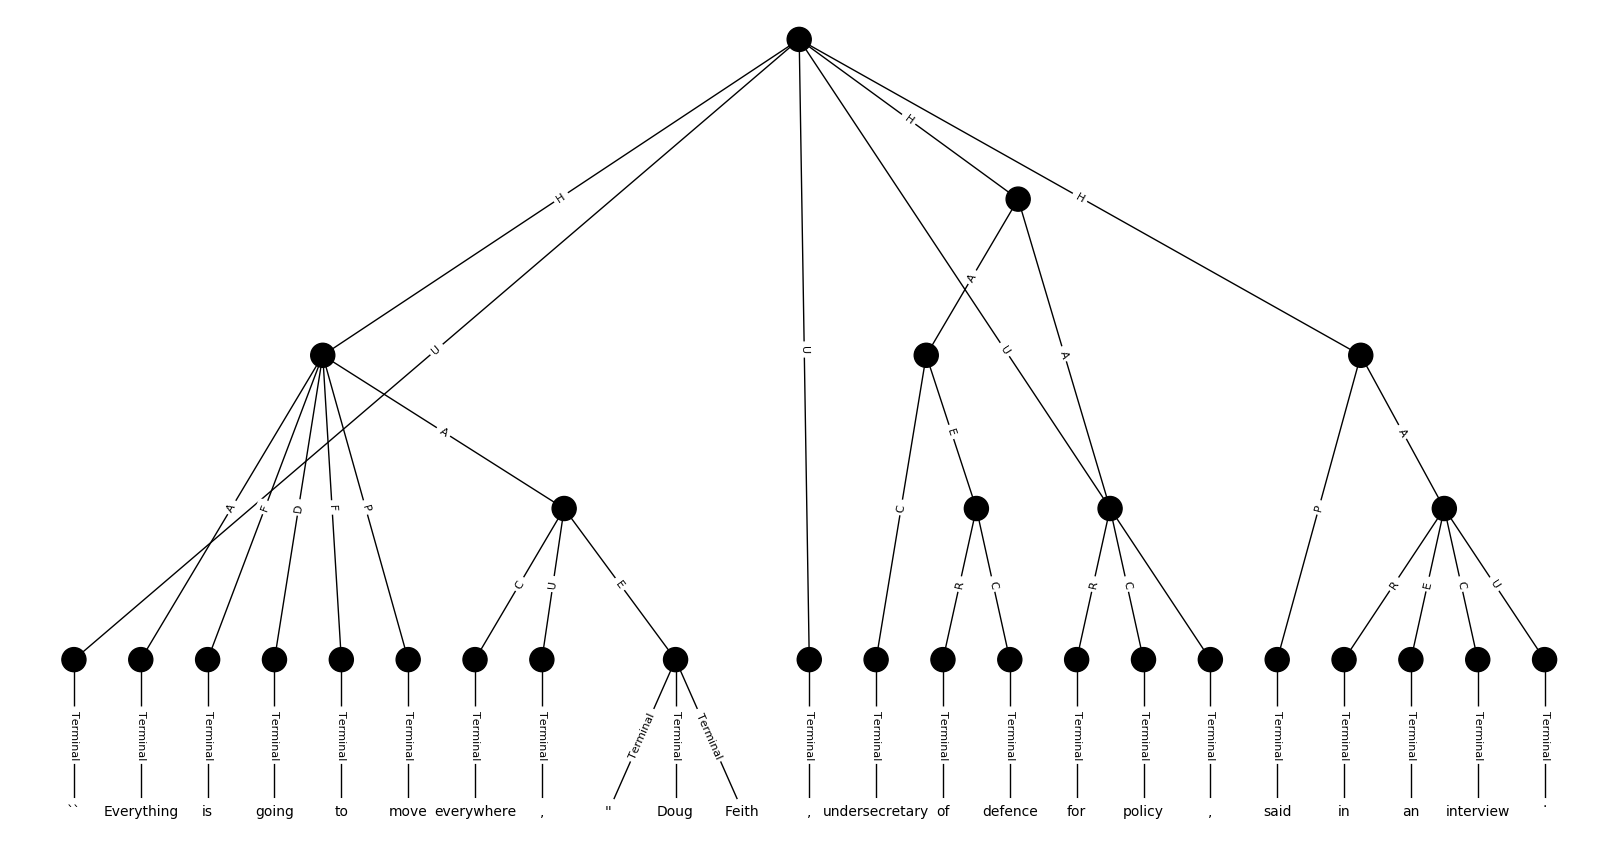 H
H
H
A
U
U
U
A
A
E
A
A
F
D
F
P
C
P
C
U
E
R
C
R
C
R
E
C
U
Terminal Terminal Terminal Terminal Terminal Terminal Terminal Terminal Terminal Terminal Terminal Terminal Terminal Terminal Terminal Terminal Terminal Terminal Terminal Terminal Terminal Terminal Terminal
`` Everything is going to move everywhere , " Doug Feith , undersecretary of defence for policy , said in an interview .